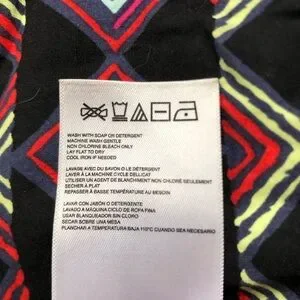 WASH WITH SOAP OR DETERGENT
MACHINE WASH GENTLE
NON CHLORINE BLEACH ONLY
LAY FLAT TO DRY
COOL IRON IF NEEDED
LAVAGE AVEC DU SAVON O LE DÉTERGENT
LAVER À LA MACHINE CYCLE DELLICAT
UTILISER UN AGENT DE BLANCHIMENT NON CHLORÉ SEULEMENT
SÉCHER À PLAT
REPASSER À BASSE TEMPÉRATURE AU BESOIN
LAVAR CON JABÓN O DETERGENTE
LAVADO A MÁQUINA CICLO DE ROPA FINA
USAR BLANQUEADOR SIN CLORO
SECAR SOBRE UNA MESA
PLANCHAR A TEMPERATURA BAJA 110°C CUANDO SEA NECESARIO